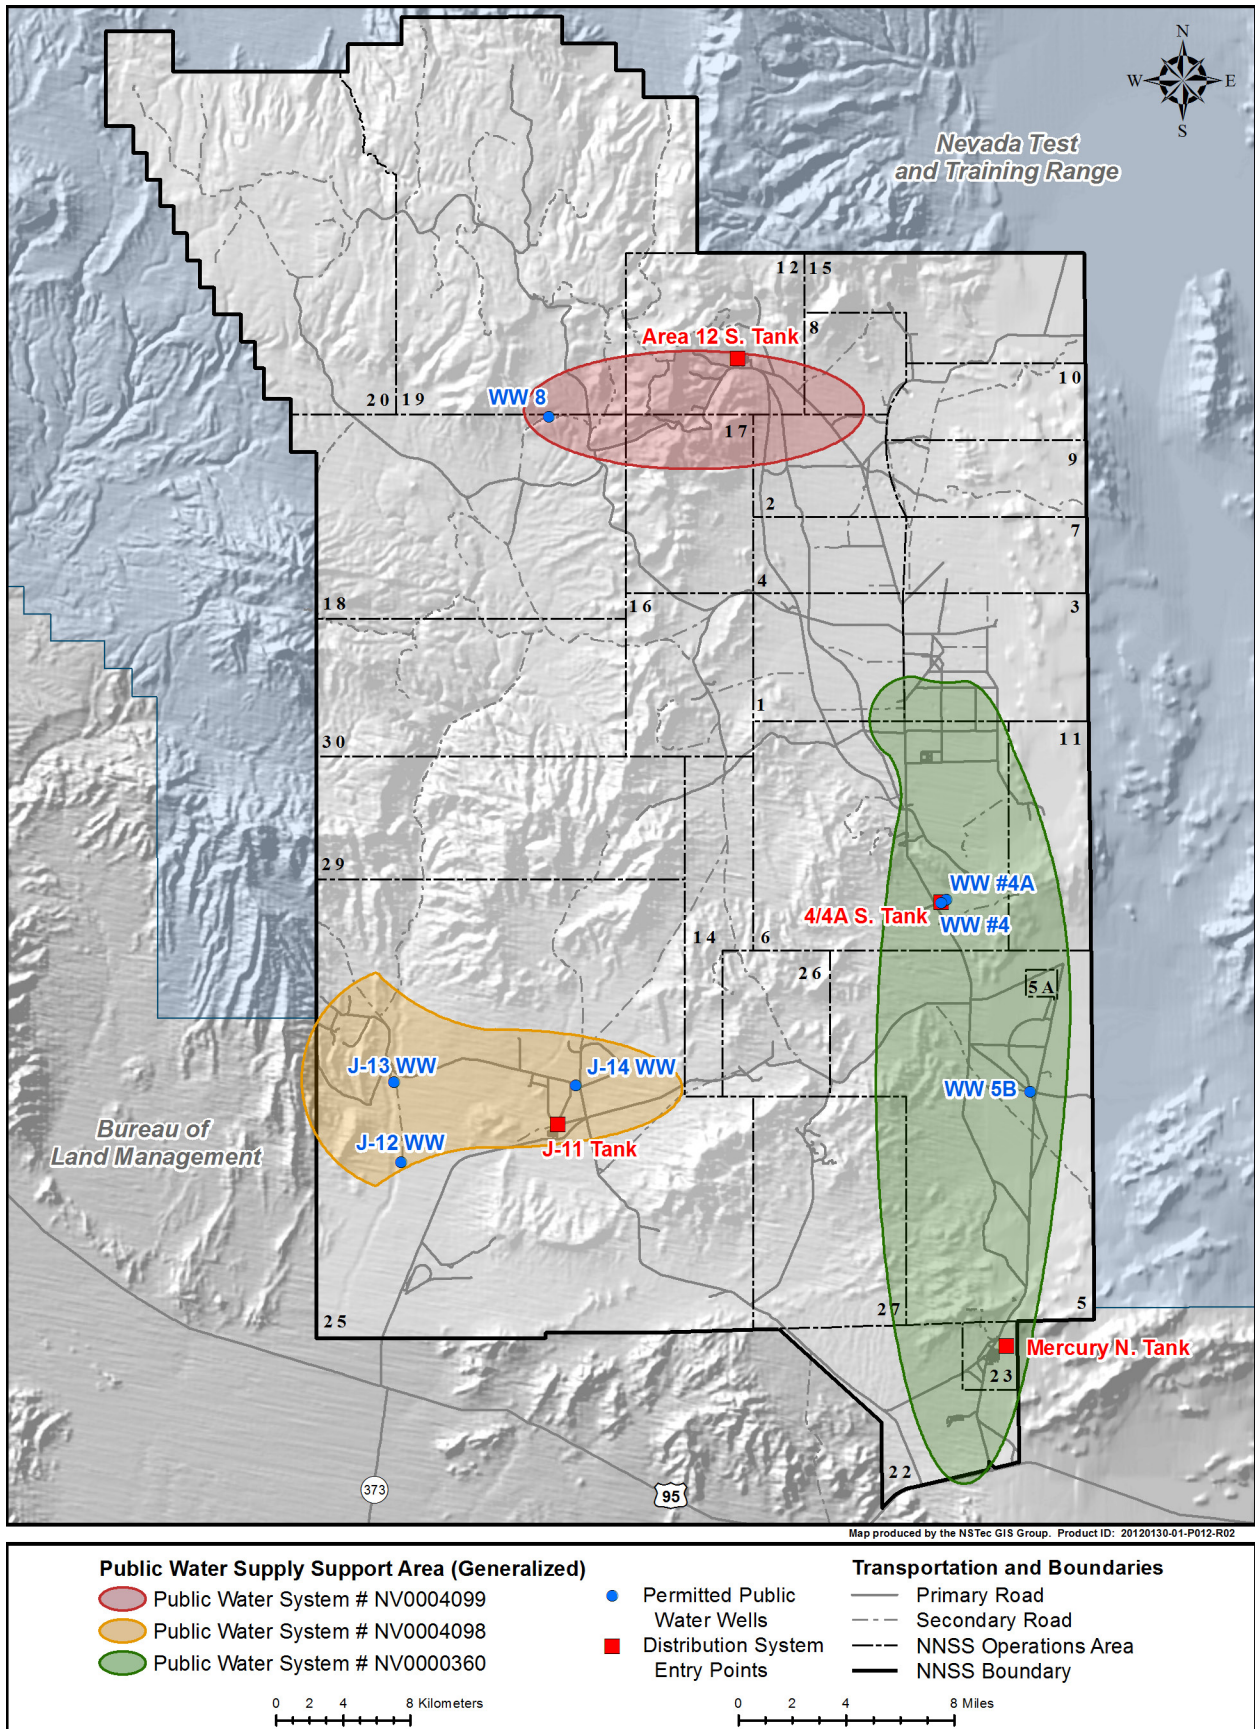 N
W E
S
Nevada Test
and Training Range
12 15
8
Area 12 S. Tank
10
WW 8
20 19
17
9
2
7
4
18
16
3
1
30
11
29
WW #4A
4/4A S. Tank
WW #4
14
6
26
5A
J-13 WW
J-14 WW
WW 5B
Bureau of
Land Management
J-12 WW
J-11 Tank
25
27
5
Mercury N. Tank
23
22
373
95
Map produced by the NSTec GIS Group. Product ID: 20120130-01-P012-R02
Public Water Supply Support Area (Generalized)
Public Water System # NV0004099
Public Water System # NV0004098
Public Water System # NV0000360
Permitted Public
Water Wells
Distribution System
Entry Points
Transportation and Boundaries
Primary Road
Secondary Road
NNSS Operations Area
NNSS Boundary
0 2 4 8 Kilometers
0 2 4 8 Miles